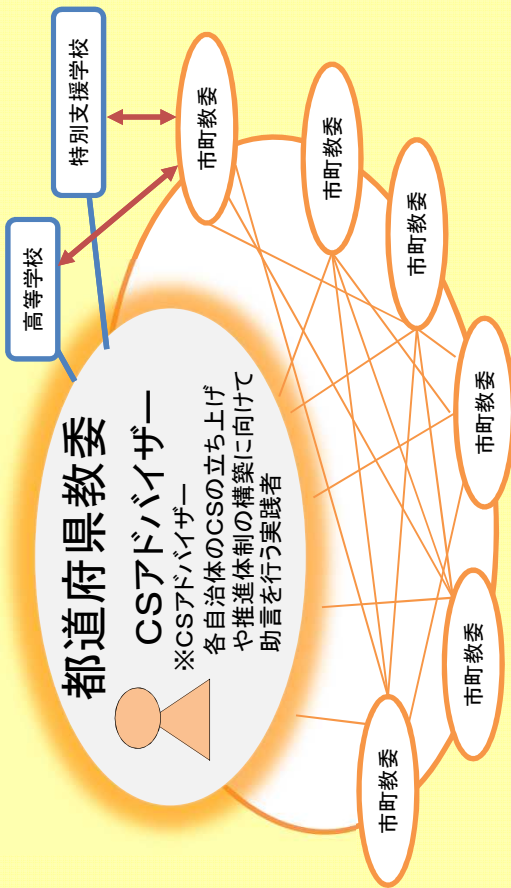 都道府県教委
CSアドバイザー
※CSアドバイザー
各自治体のCSの立ち上げ
や推進体制の構築に向けて
助言を行う実践者
高等学校
特別支援学校
市町教委
市町教委
市町教委
市町教委
市町教委
市町教委